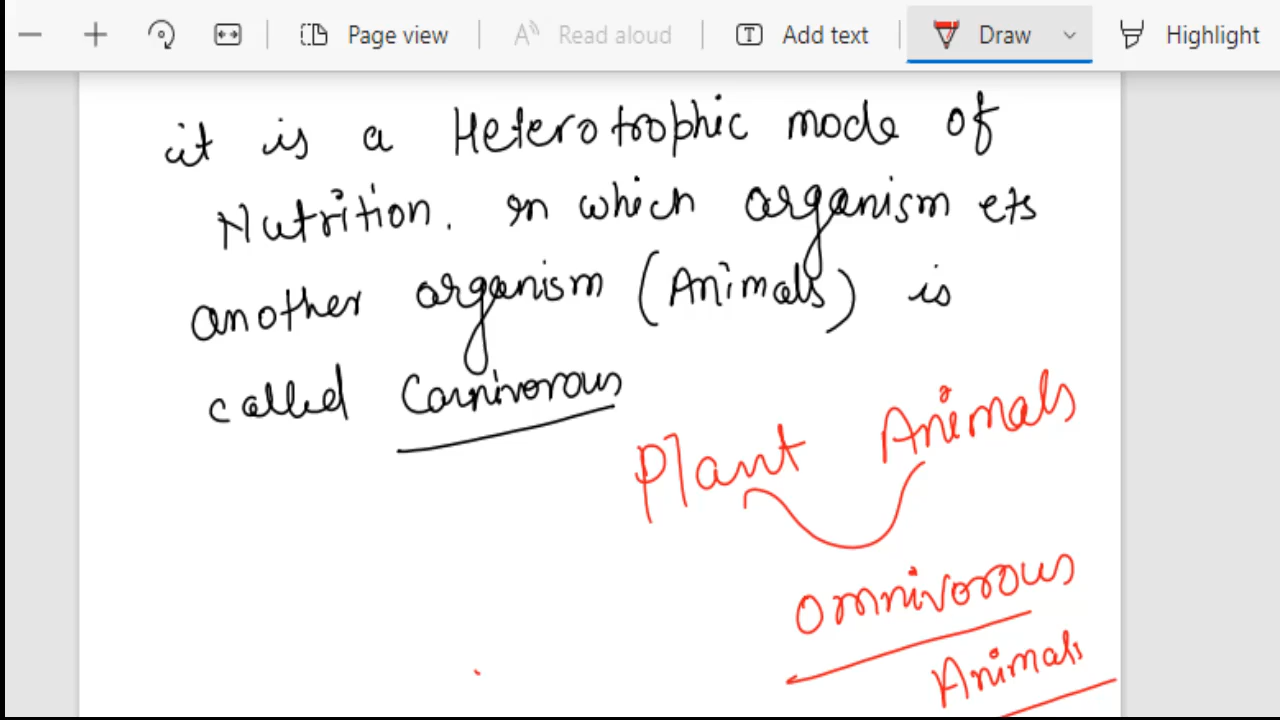 Page view
Read aloud
Add text
Draw
Highlight
it is a Heterotrophic mode of
Nutrition. In which organism ets
another organism (Animals) is
called Carnivorous
Plant Animals
omnivorous
Animals